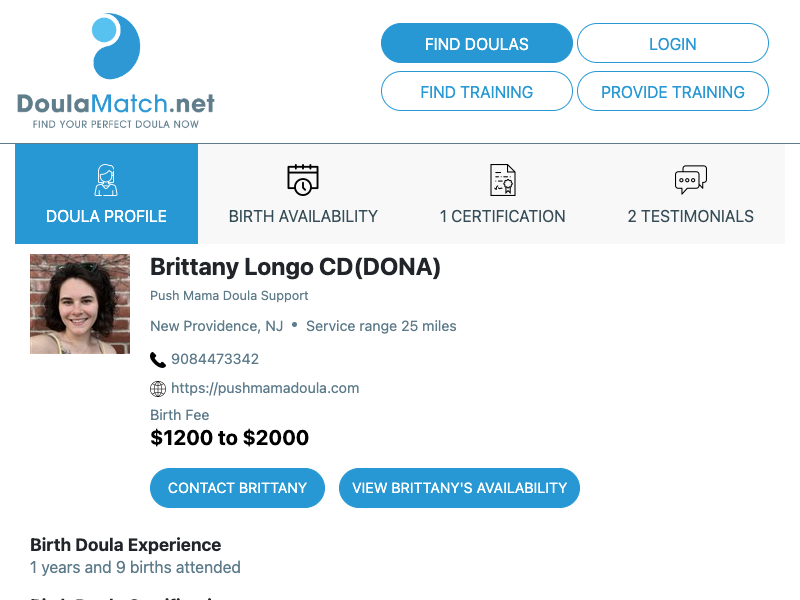 DoulaMatch.net
FIND YOUR PERFECT DOULA NOW
FIND DOULAS
LOGIN
FIND TRAINING
PROVIDE TRAINING
DOULA PROFILE
BIRTH AVAILABILITY
1 CERTIFICATION
2 TESTIMONIALS
Brittany Longo CD(DONA)
Push Mama Doula Support
New Providence, NJ • Service range 25 miles
9084473342
https://pushmamadoula.com
Birth Fee
$1200 to $2000
CONTACT BRITTANY
VIEW BRITTANY'S AVAILABILITY
Birth Doula Experience
1 years and 9 births attended